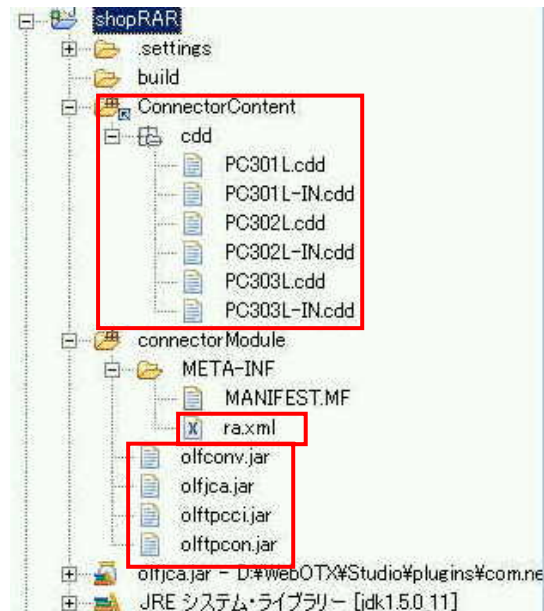 shopRAR
.settings
build
ConnectorContent
cdd
PC301L.cdd
PC301L-IN.cdd
PC302L.cdd
PC302L-IN.cdd
PC303L.cdd
PC303L-IN.cdd
connectorModule
META-INF
MANIFEST.MF
ra.xml
olfconv.jar
olfjca.jar
olftpcci.jar
olftpcon.jar
olfjca.jar - D:¥WebOTX¥Studio¥plugins¥com.ne
JRE システム・ライブラリー [jdk1.5.0_11]